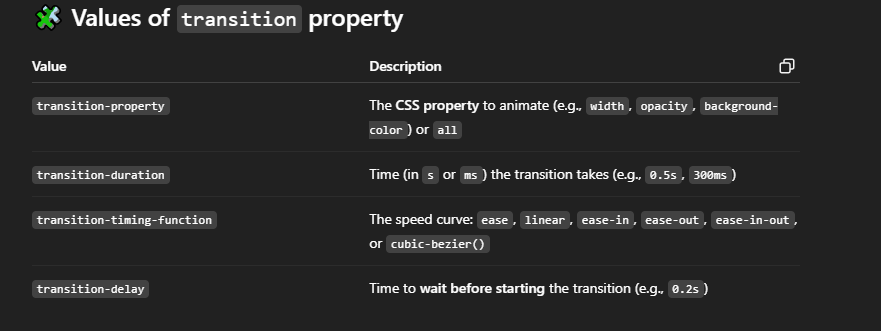 Values of transition property
Value Description
transition-property The CSS property to animate (e.g., width, opacity, background-
color) or all
transition-duration Time (in s or ms) the transition takes (e.g., 0.5s, 300ms)
transition-timing-function The speed curve: ease, linear, ease-in, ease-out, ease-in-out,
or cubic-bezier()
transition-delay Time to wait before starting the transition (e.g., 0.2s)